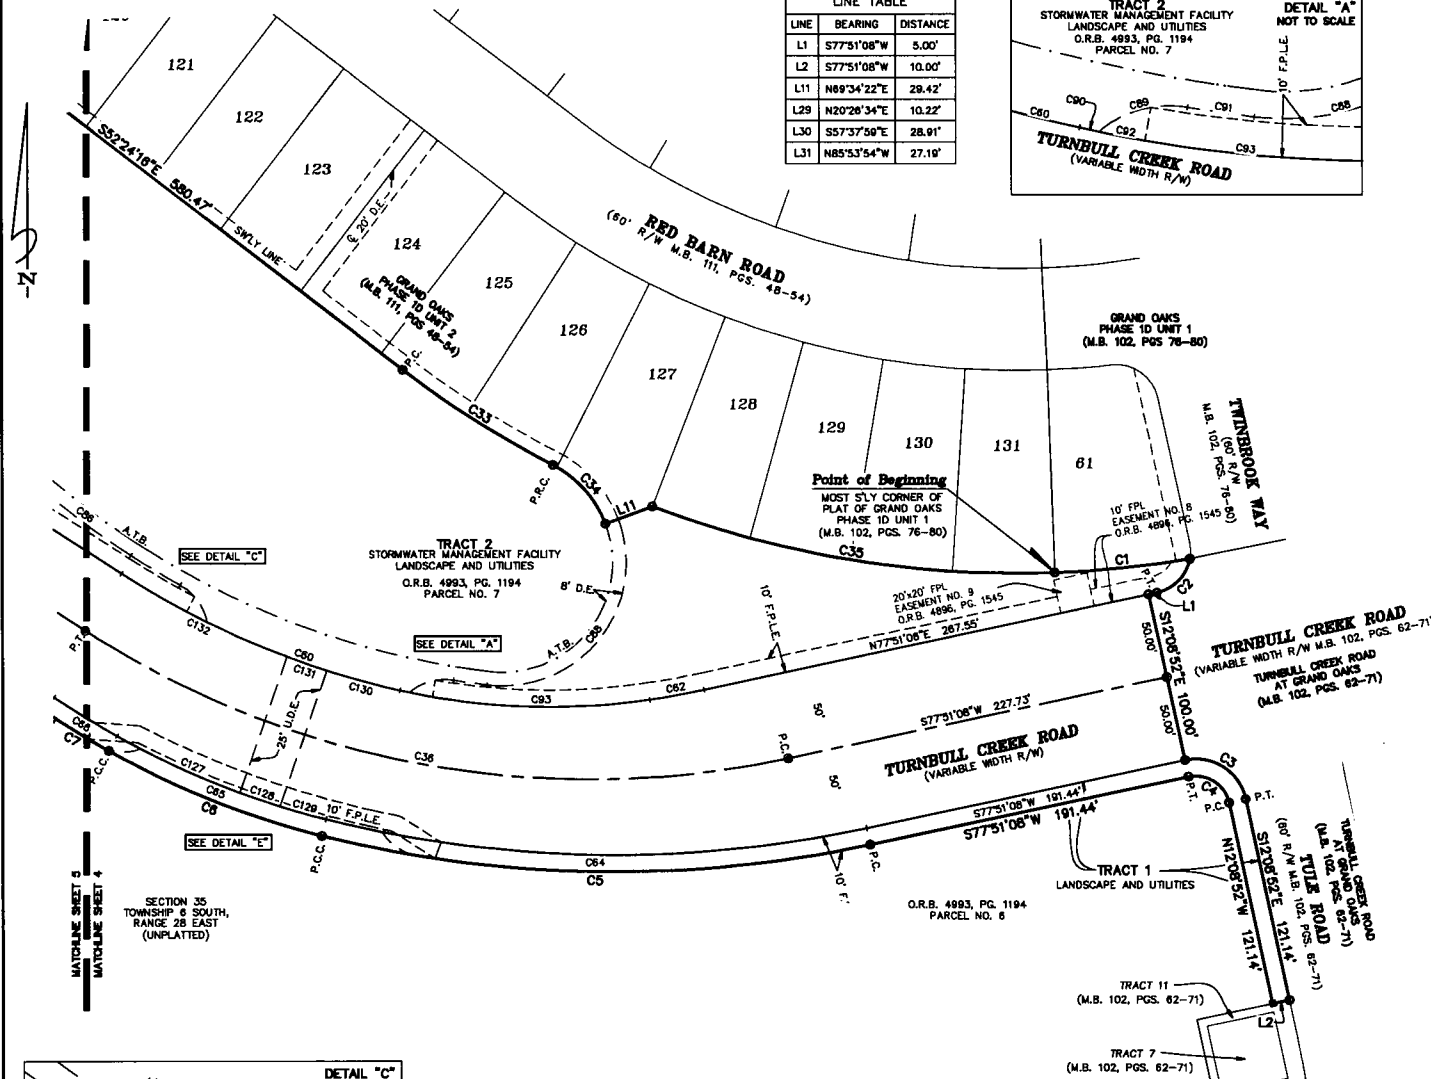 LINE TABLE
LINE BEARING DISTANCE
L1 S77°51'08"W 5.00'
L2 S77°51'08"W 10.00'
L11 N69°34'22"E 29.42'
L29 N20°26'34"E 10.22'
L30 S57°37'59"E 28.91'
L31 N85°53'54"W 27.19'
TRACT 2
STORMWATER MANAGEMENT FACILITY
LANDSCAPE AND UTILITIES
O.R.B. 4993, PG. 1194
PARCEL NO. 7
DETAIL "A"
NOT TO SCALE
10' F.P.L.E.
C90
C89
C91
C88
C60
C92
C93
TURNBULL CREEK ROAD
(VARIABLE WIDTH R/W)
121
122
123
124
125
126
127
128
129
130
131
61
N
S52°24'16"E 580.47'
SW'LY LINE
℄ 20' D.E.
GRAND OAKS
PHASE 1D UNIT 2
(M.B. 111, PGS 48-54)
RED BARN ROAD
(60' R/W M.B. 111, PGS. 48-54)
GRAND OAKS
PHASE 1D UNIT 1
(M.B. 102, PGS 76-80)
TWINBROOK WAY
(60' R/W
M.B. 102, PGS. 76-80)
P.C.
C33
P.R.C.
C34
L11
C35
Point of Beginning
MOST S'LY CORNER OF
PLAT OF GRAND OAKS
PHASE 1D UNIT 1
(M.B. 102, PGS. 76-80)
10' FPL
EASEMENT NO. 8
O.R.B. 4896, PG. 1545
C1
P.T.
C2
L1
20'x20' FPL
EASEMENT NO. 9
O.R.B. 4896, PG. 1545
10' F.P.L.E.
N77°51'08"E 267.55'
C86
A.T.B.
SEE DETAIL "C"
TRACT 2
STORMWATER MANAGEMENT FACILITY
LANDSCAPE AND UTILITIES
O.R.B. 4993, PG. 1194
PARCEL NO. 7
8' D.E.
C88
A.T.B.
SEE DETAIL "A"
C132
P.T.
C60
C131
C130
C93
C62
25' U.D.E.
50.00'
S12°08'52"E 100.00'
50.00'
TURNBULL CREEK ROAD
(VARIABLE WIDTH R/W M.B. 102, PGS. 62-71)
TURNBULL CREEK ROAD
AT GRAND OAKS
(M.B. 102, PGS. 62-71)
S77°51'08"W 227.73'
50'
P.C.
C36
TURNBULL CREEK ROAD
(VARIABLE WIDTH R/W)
50'
C7
P.C.C.
C127
C65
C128
C129
10' F.P.L.E.
C6
SEE DETAIL "E"
P.C.C.
C64
C5
S77°51'08"W 191.44'
S77°51'08"W 191.44'
P.C.
10' F.
C3
P.T.
P.C.
P.T.
TRACT 1
LANDSCAPE AND UTILITIES
S12°08'52"E 121.14'
N12°08'52"W 121.14'
TULE ROAD
(80' R/W M.B. 102, PGS. 62-71)
TURNBULL CREEK ROAD
AT GRAND OAKS
(M.B. 102, PGS. 62-71)
O.R.B. 4993, PG. 1194
PARCEL NO. 6
SECTION 35
TOWNSHIP 6 SOUTH,
RANGE 28 EAST
(UNPLATTED)
MATCHLINE SHEET 5
MATCHLINE SHEET 4
TRACT 11
(M.B. 102, PGS. 62-71)
L2
TRACT 7
(M.B. 102, PGS. 62-71)
DETAIL "C"